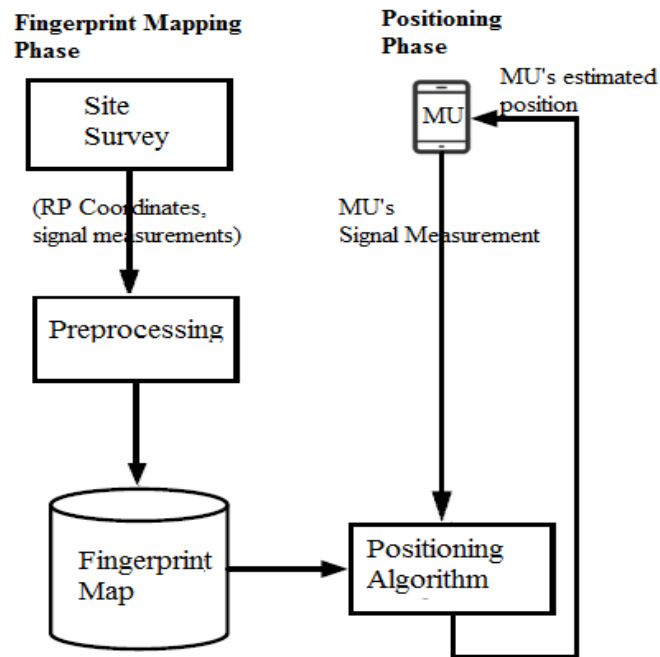 Fingerprint Mapping
Phase
Site
Survey
(RP Coordinates,
signal measurements)
Preprocessing
Fingerprint
Map
Positioning
Phase
MU's estimated
position
MU
MU's
Signal Measurement
Positioning
Algorithm